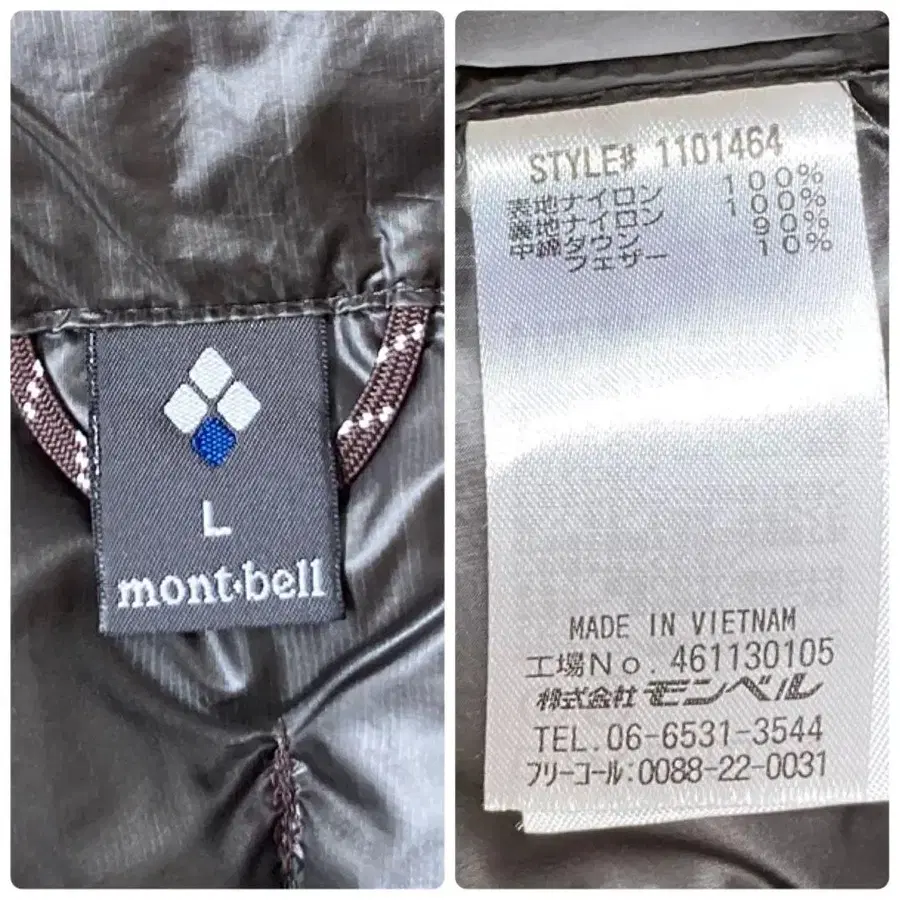 L
mont·bell
STYLE# 1101464
表地ナイロン 100%
裏地ナイロン 100%
中綿ダウン 90%
フェザー 10%
MADE IN VIETNAM
工場No. 461130105
株式会社モンベル
TEL.06-6531-3544
フリーコール:0088-22-0031